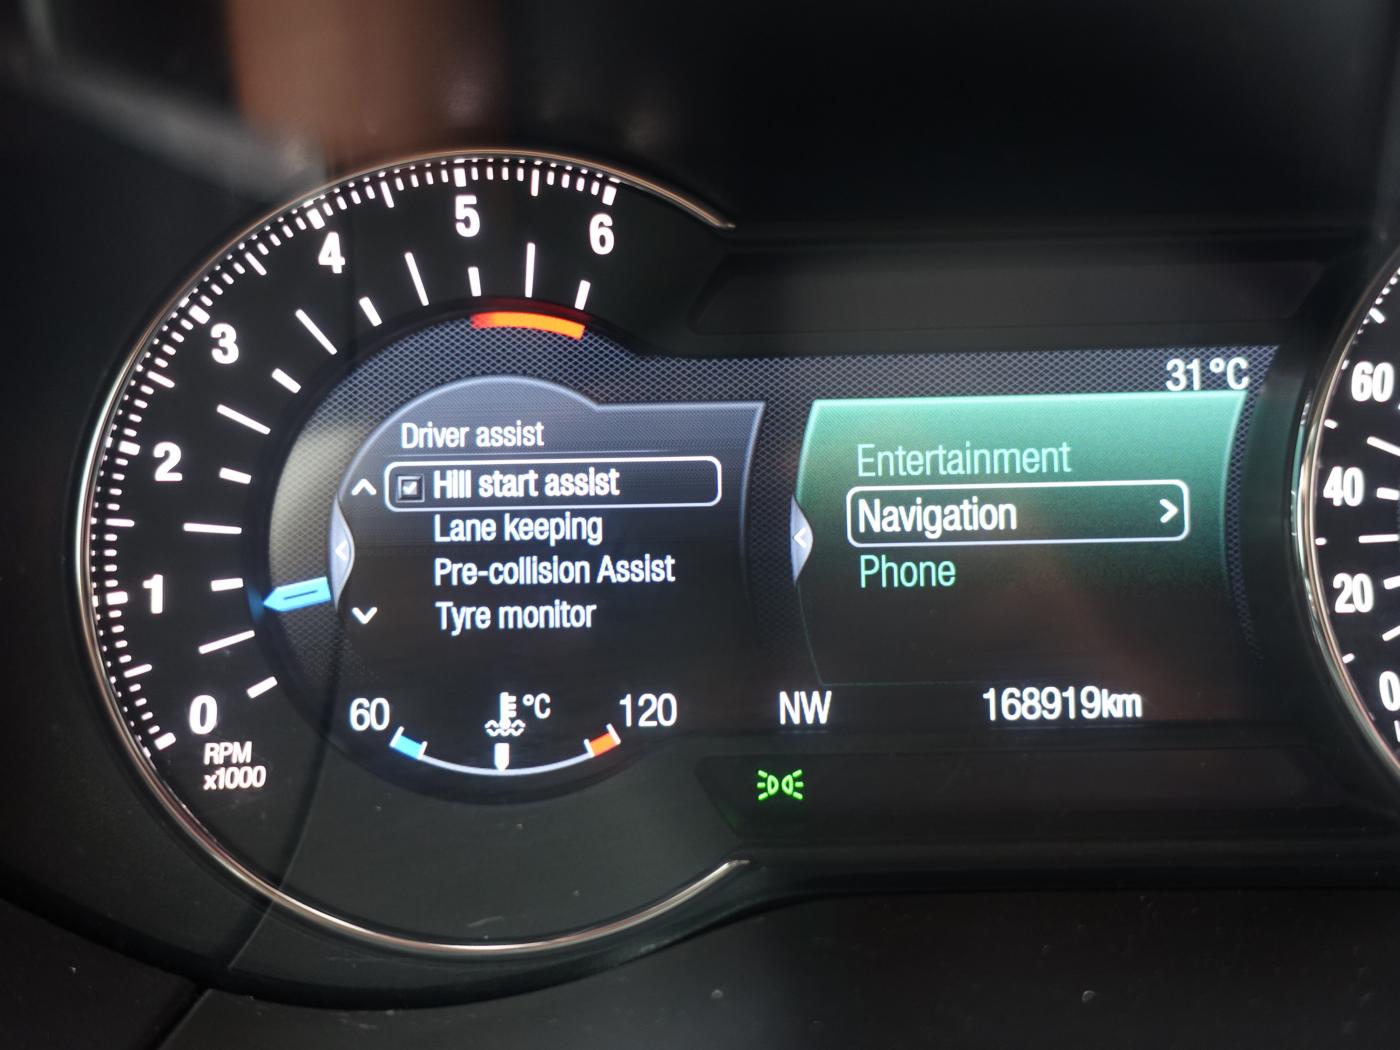 0
1
2
3
4
5
6
RPM
x1000
Driver assist
Hill start assist
Lane keeping
Pre-collision Assist
Tyre monitor
60
°C
120
31°C
Entertainment
Navigation
Phone
NW
168919km
60
40
20
0